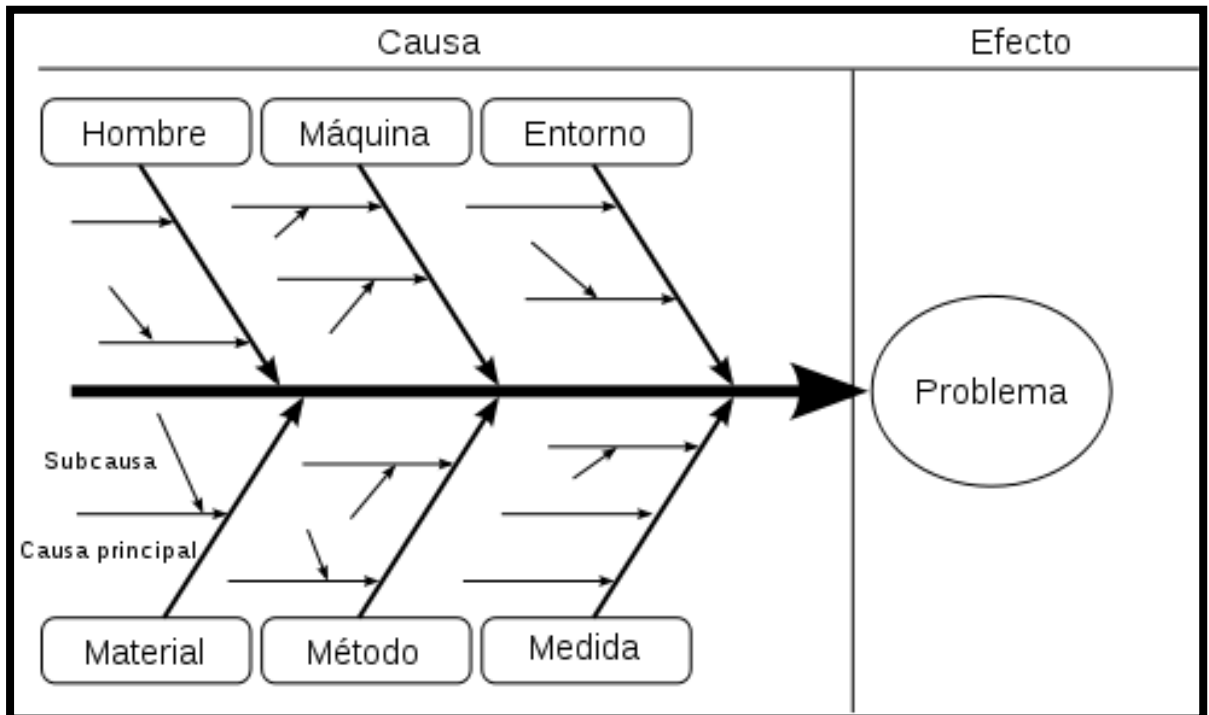 Causa
Efecto
Hombre
Máquina
Entorno
Problema
Subcausa
Causa principal
Material
Método
Medida